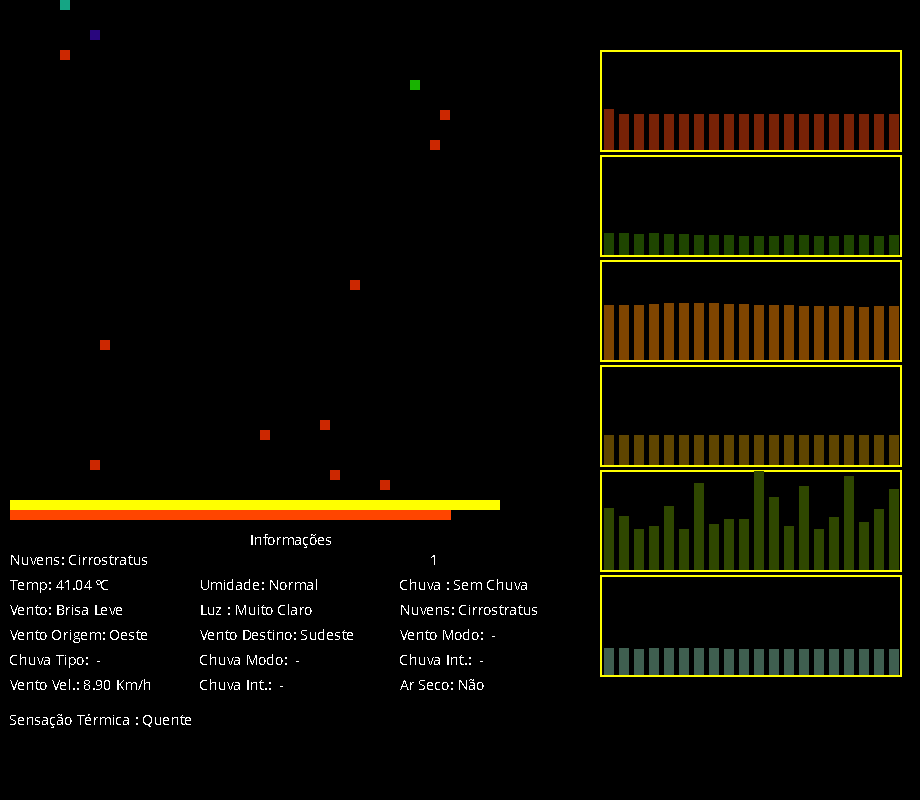 Informações
Nuvens: Cirrostratus 1
Temp: 41.04 ºC Umidade: Normal Chuva : Sem Chuva
Vento: Brisa Leve Luz : Muito Claro Nuvens: Cirrostratus
Vento Origem: Oeste Vento Destino: Sudeste Vento Modo: -
Chuva Tipo: - Chuva Modo: - Chuva Int.: -
Vento Vel.: 8.90 Km/h Chuva Int.: - Ar Seco: Não
Sensação Térmica : Quente